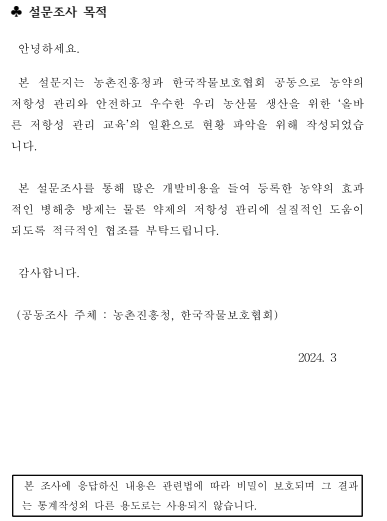 ♣ 설문조사 목적
안녕하세요.
본 설문지는 농촌진흥청과 한국작물보호협회 공동으로 농약의
저항성 관리와 안전하고 우수한 우리 농산물 생산을 위한 ‘올바
른 저항성 관리 교육’의 일환으로 현황 파악을 위해 작성되었습
니다.
본 설문조사를 통해 많은 개발비용을 들여 등록한 농약의 효과
적인 병해충 방제는 물론 약제의 저항성 관리에 실질적인 도움이
되도록 적극적인 협조를 부탁드립니다.
감사합니다.
(공동조사 주체 : 농촌진흥청, 한국작물보호협회)
2024. 3
본 조사에 응답하신 내용은 관련법에 따라 비밀이 보호되며 그 결과
는 통계작성외 다른 용도로는 사용되지 않습니다.